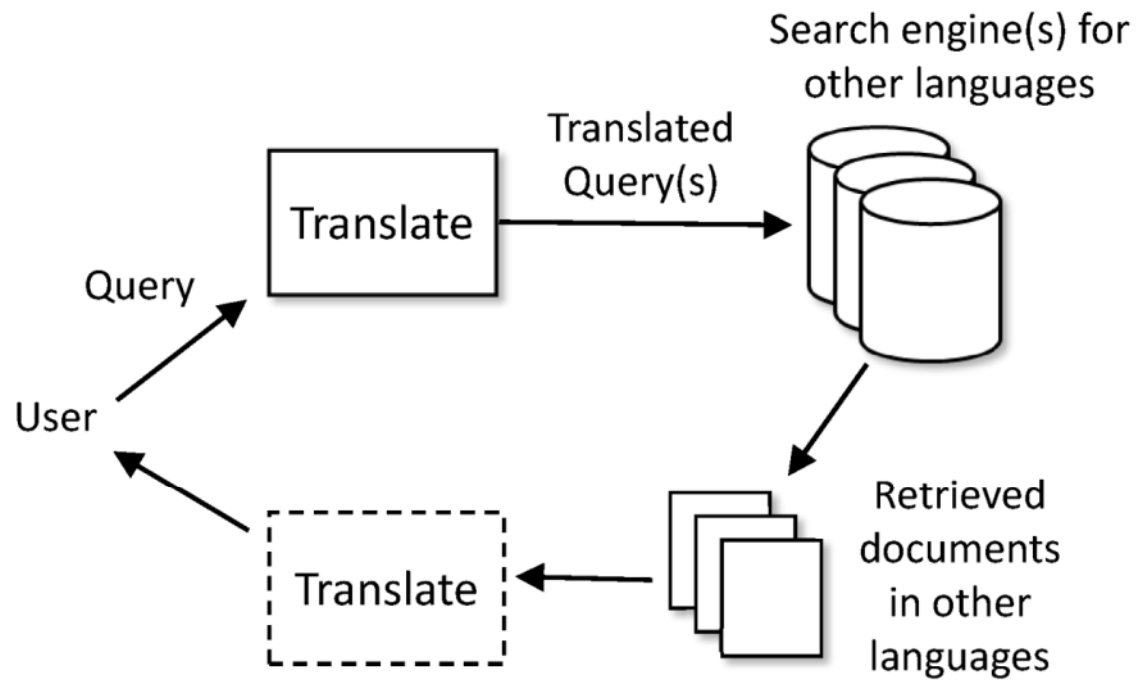 Search engine(s) for
other languages
Translated
Query(s)
Translate
Query
User
Translate
Retrieved
documents
in other
languages